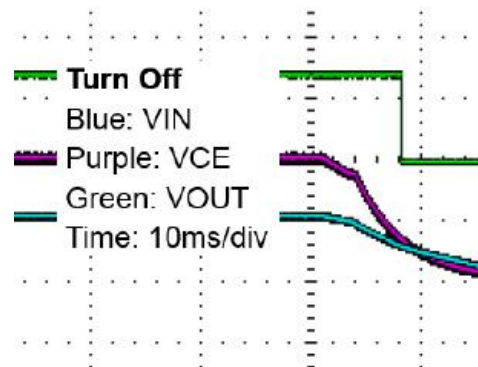 Turn Off
Blue: VIN
Purple: VCE
Green: VOUT
Time: 10ms/div